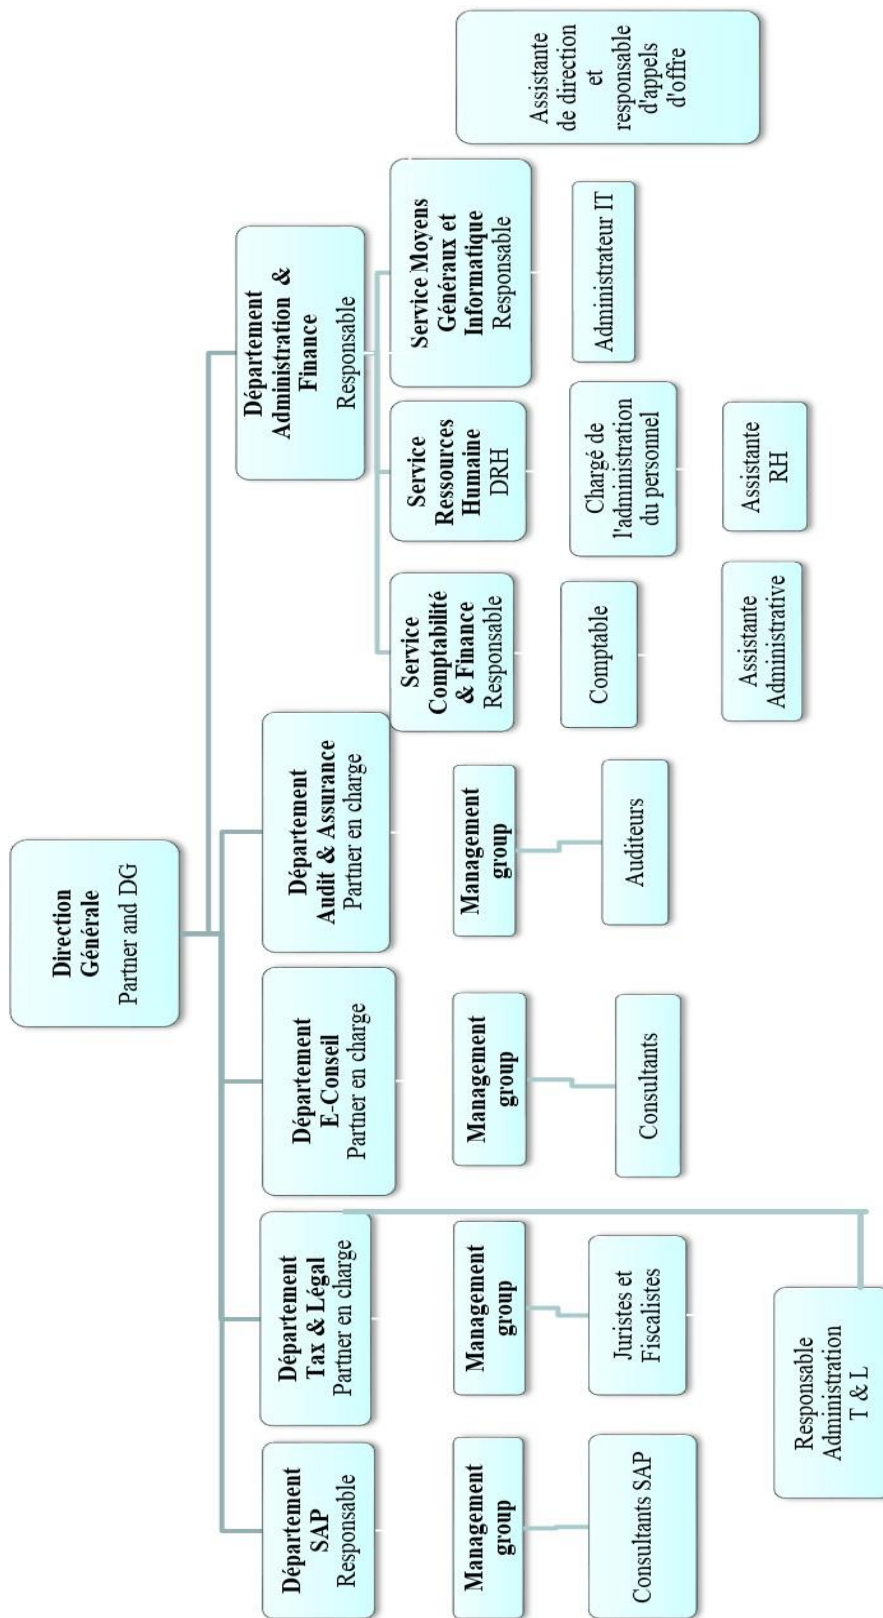 Direction
Générale
Partner and DG
Département
SAP
Responsable
Département
Tax & Légal
Partner en charge
Département
E-Conseil
Partner en charge
Département
Audit & Assurance
Partner en charge
Département
Administration &
Finance
Responsable
Service
Comptabilité
& Finance
Responsable
Service
Ressources
Humaine
DRH
Service Moyens
Généraux et
Informatique
Responsable
Assistante
de direction
et
responsable
d'appels
d'offre
Management
group
Management
group
Management
group
Management
group
Comptable
Chargé de
l'administration
du personnel
Administrateur IT
Consultants SAP
Juristes et
Fiscalistes
Consultants
Auditeurs
Assistante
Administrative
Assistante
RH
Responsable
Administration
T & L